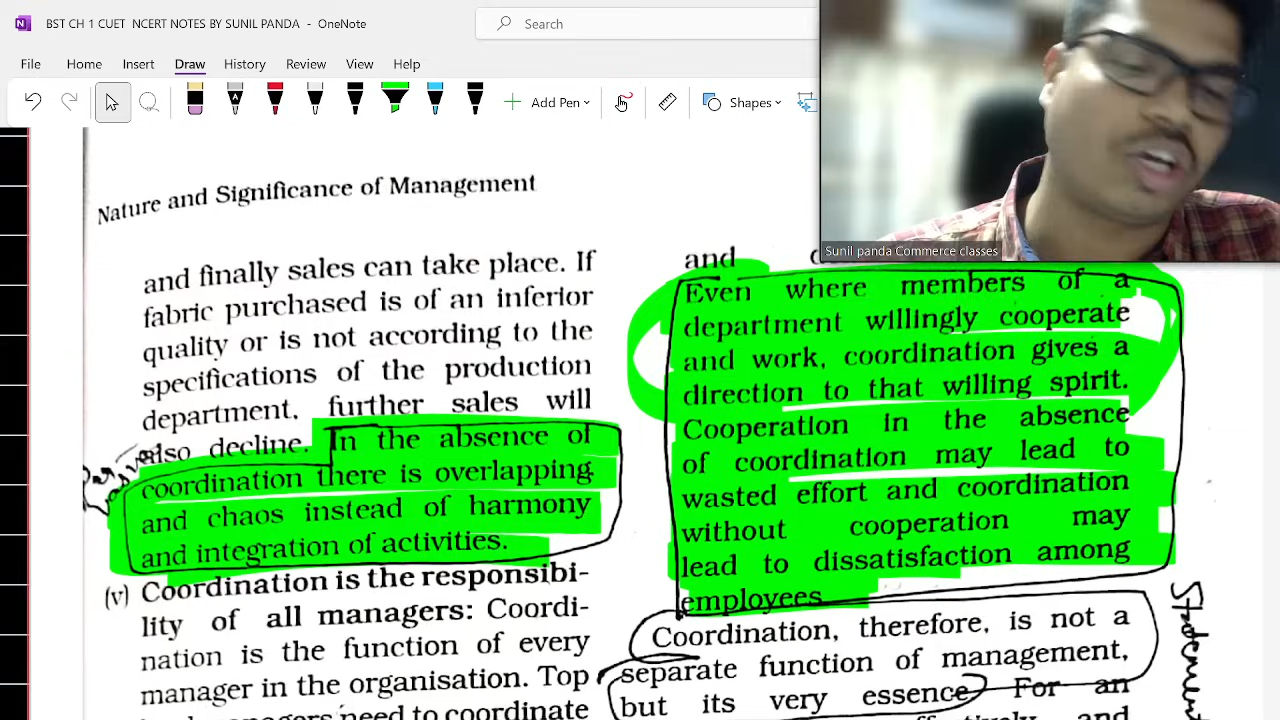 BST CH 1 CUET NCERT NOTES BY SUNIL PANDA - OneNote
Search
File Home Insert Draw History Review View Help
Add Pen
Shapes
Sunil panda Commerce classes
Nature and Significance of Management
and finally sales can take place. If
fabric purchased is of an inferior
quality or is not according to the
specifications of the production
department, further sales will
also decline. In the absence of
coordination there is overlapping
and chaos instead of harmony
and integration of activities.
(v) Coordination is the responsibi-
lity of all managers: Coordi-
nation is the function of every
manager in the organisation. Top
managers need to coordinate
and
Even where members of a
department willingly cooperate
and work, coordination gives a
direction to that willing spirit.
Cooperation in the absence
of coordination may lead to
wasted effort and coordination
without cooperation may
lead to dissatisfaction among
employees.
Coordination, therefore, is not a
separate function of management,
but its very essence. For an
and
Statement